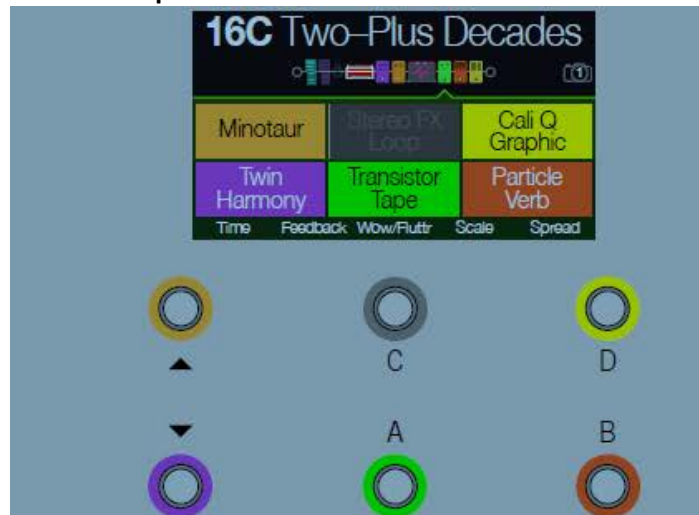 16C Two–Plus Decades
1
Minotaur
Stereo FX
Loop
Cali Q
Graphic
Twin
Harmony
Transistor
Tape
Particle
Verb
Time Feedback Wow/Fluttr Scale Spread
C
D
A
B